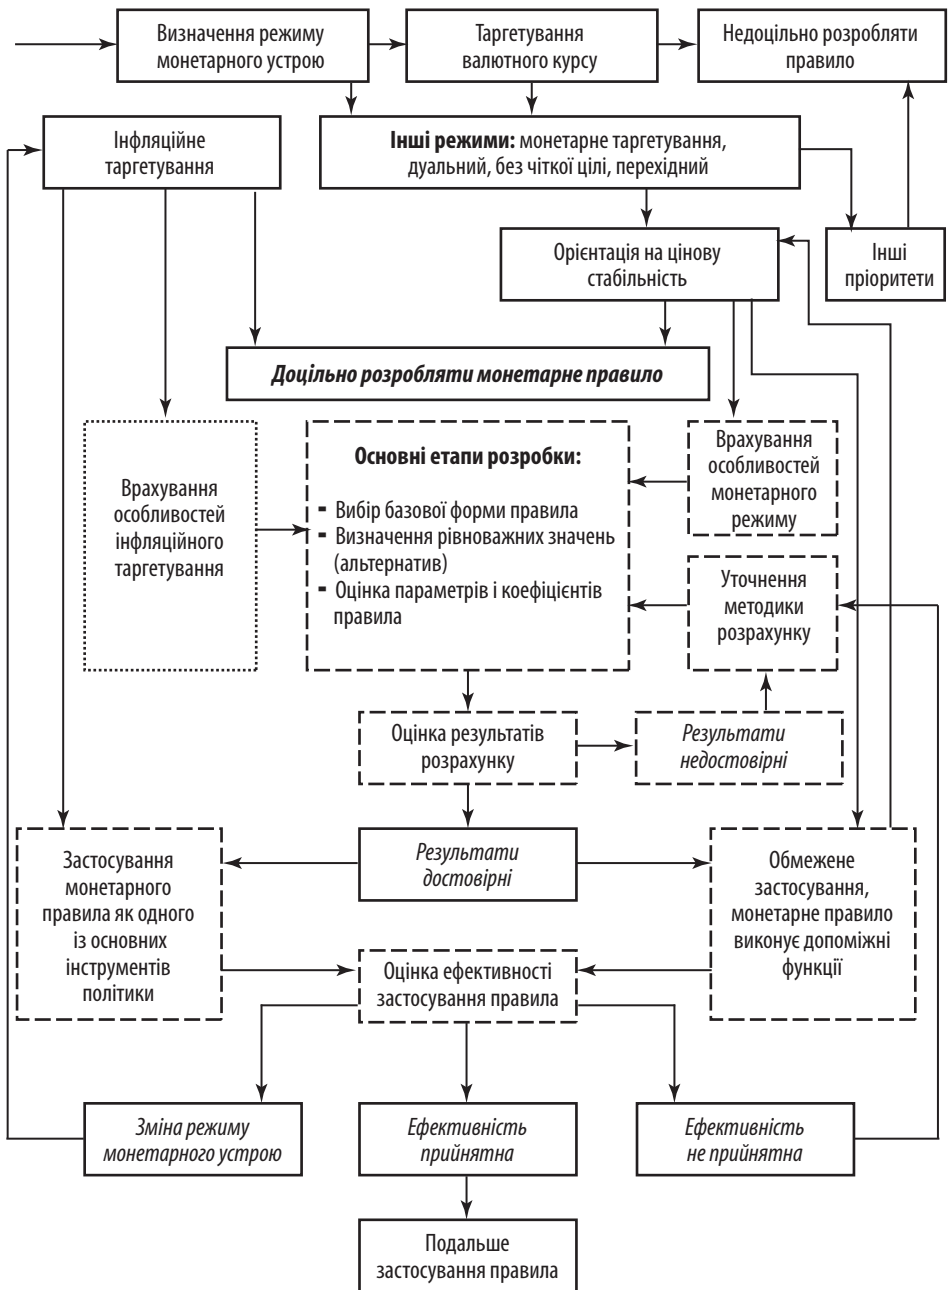 Визначення режиму
монетарного устрою
Таргетування
валютного курсу
Недоцільно розробляти
правило
Інфляційне
таргетування
Інші режими: монетарне таргетування,
дуальний, без чіткої цілі, перехідний
Орієнтація на цінову
стабільність
Інші
пріоритети
Доцільно розробляти монетарне правило
Врахування
особливостей
інфляційного
таргетування
Основні етапи розробки:
- Вибір базової форми правила
- Визначення рівноважних значень
(альтернатив)
- Оцінка параметрів і коефіцієнтів
правила
Врахування
особливостей
монетарного
режиму
Уточнення
методики
розрахунку
Оцінка результатів
розрахунку
Результати
недостовірні
Застосування
монетарного
правила як одного
із основних
інструментів
політики
Результати
достовірні
Обмежене
застосування,
монетарне правило
виконує допоміжні
функції
Оцінка ефективності
застосування правила
Зміна режиму
монетарного устрою
Ефективність
прийнятна
Ефективність
не прийнятна
Подальше
застосування правила